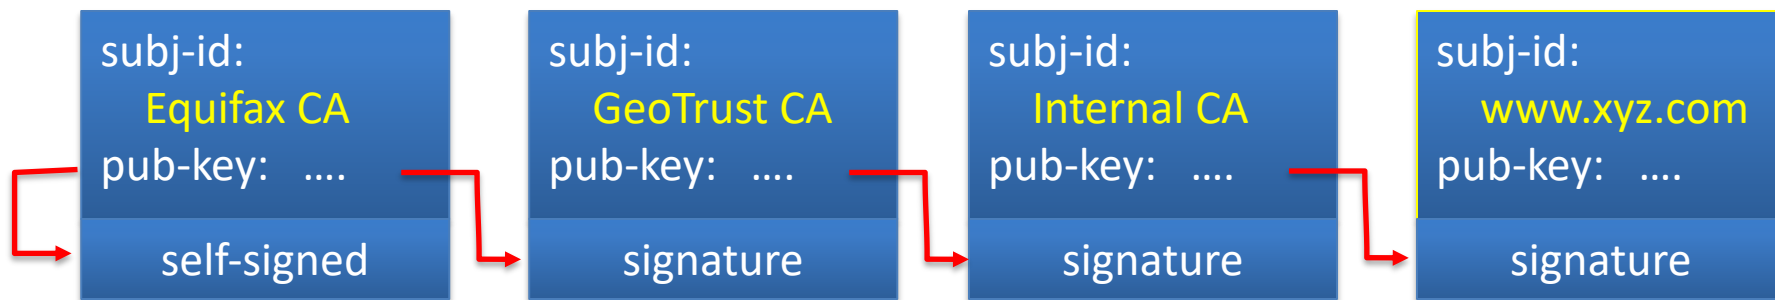 subj-id:
Equifax CA
pub-key: ....
self-signed
subj-id:
GeoTrust CA
pub-key: ....
signature
subj-id:
Internal CA
pub-key: ....
signature
subj-id:
www.xyz.com
pub-key: ....
signature